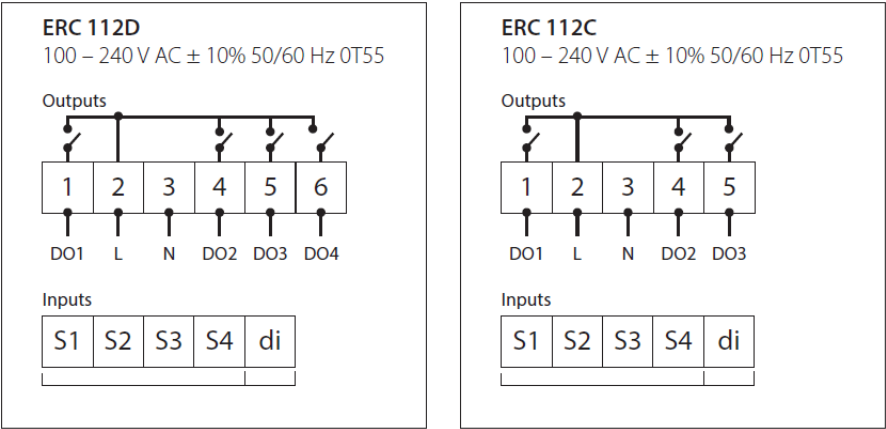 ERC 112D
100 – 240 V AC ± 10% 50/60 Hz 0T55
Outputs
1 2 3 4 5 6
DO1 L N DO2 DO3 DO4
Inputs
S1 S2 S3 S4 di
ERC 112C
100 – 240 V AC ± 10% 50/60 Hz 0T55
Outputs
1 2 3 4 5
DO1 L N DO2 DO3
Inputs
S1 S2 S3 S4 di